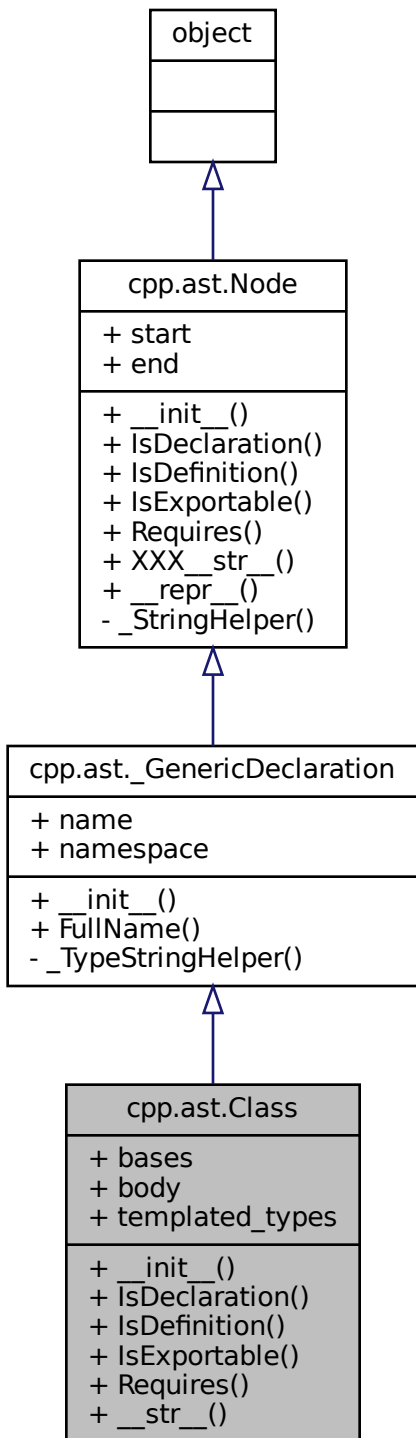 object
cpp.ast.Node
+ start
+ end
+ __init__()
+ IsDeclaration()
+ IsDefinition()
+ IsExportable()
+ Requires()
+ XXX__str__()
+ __repr__()
- _StringHelper()
cpp.ast._GenericDeclaration
+ name
+ namespace
+ __init__()
+ FullName()
- _TypeStringHelper()
cpp.ast.Class
+ bases
+ body
+ templated_types
+ __init__()
+ IsDeclaration()
+ IsDefinition()
+ IsExportable()
+ Requires()
+ __str__()